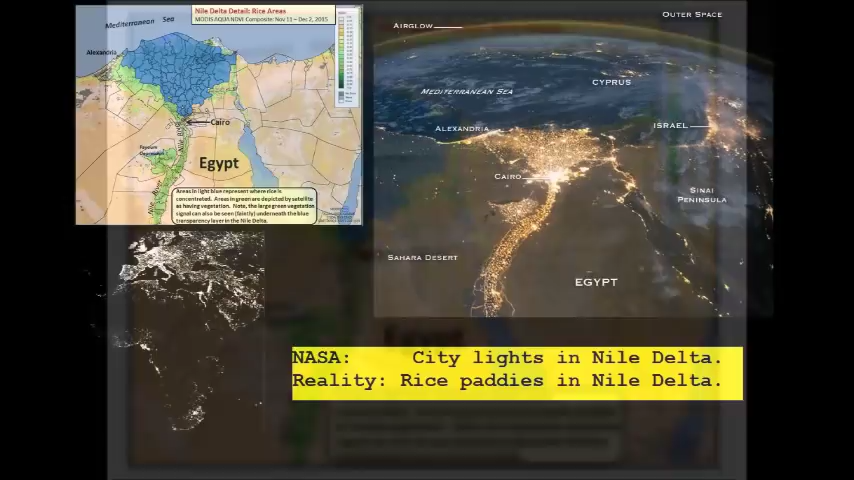 Nile Delta Detail: Rice Areas
MODIS AQUA NDVI Composite: Nov 11 – Dec 2, 2015
Mediterranean Sea
Alexandria
Cairo
Nile River
Egypt
Areas in light blue represent where rice is
concentrated. Areas in green are depicted by satellite
as having vegetation. Note, the large green vegetation
signal can also be seen (faintly) underneath the blue
transparency layer in the Nile Delta.
OUTER SPACE
AIRGLOW
CYPRUS
MEDITERRANEAN SEA
ALEXANDRIA
ISRAEL
CAIRO
SINAI
PENINSULA
SAHARA DESERT
EGYPT
NASA: City lights in Nile Delta.
Reality: Rice paddies in Nile Delta.